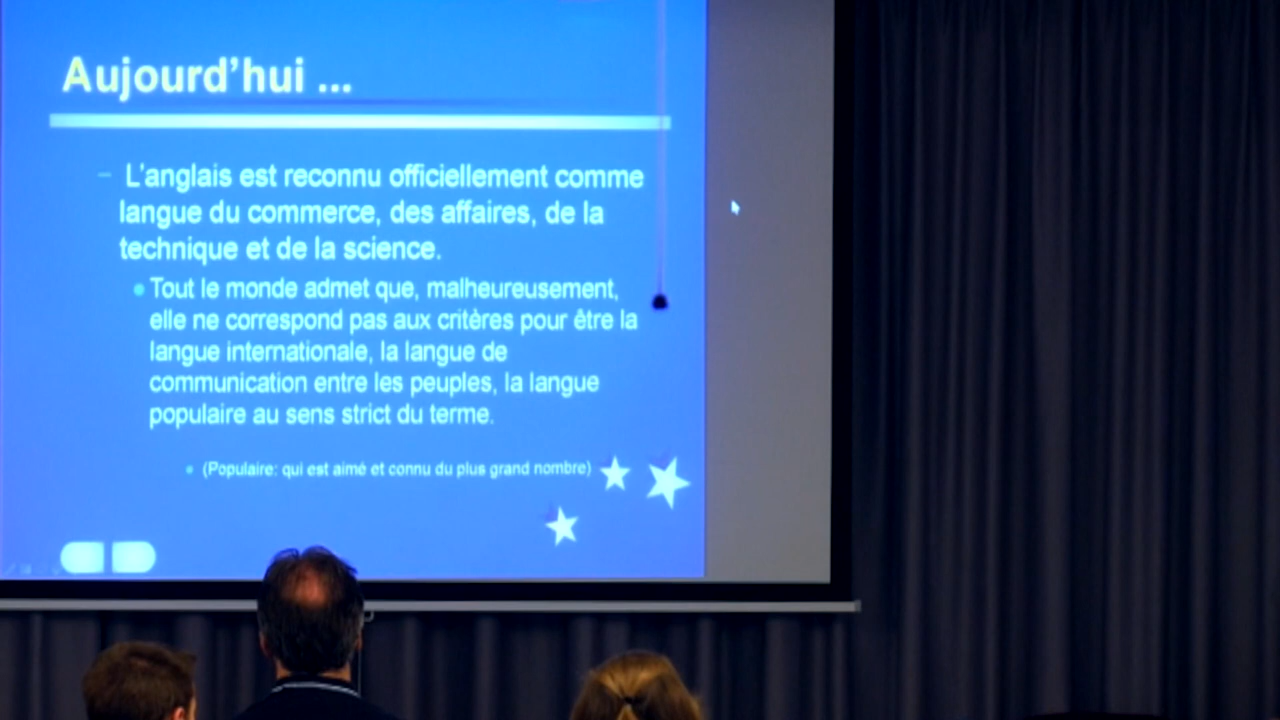 Aujourd’hui ...
– L’anglais est reconnu officiellement comme
langue du commerce, des affaires, de la
technique et de la science.
• Tout le monde admet que, malheureusement,
elle ne correspond pas aux critères pour être la
langue internationale, la langue de
communication entre les peuples, la langue
populaire au sens strict du terme.
• (Populaire: qui est aimé et connu du plus grand nombre)